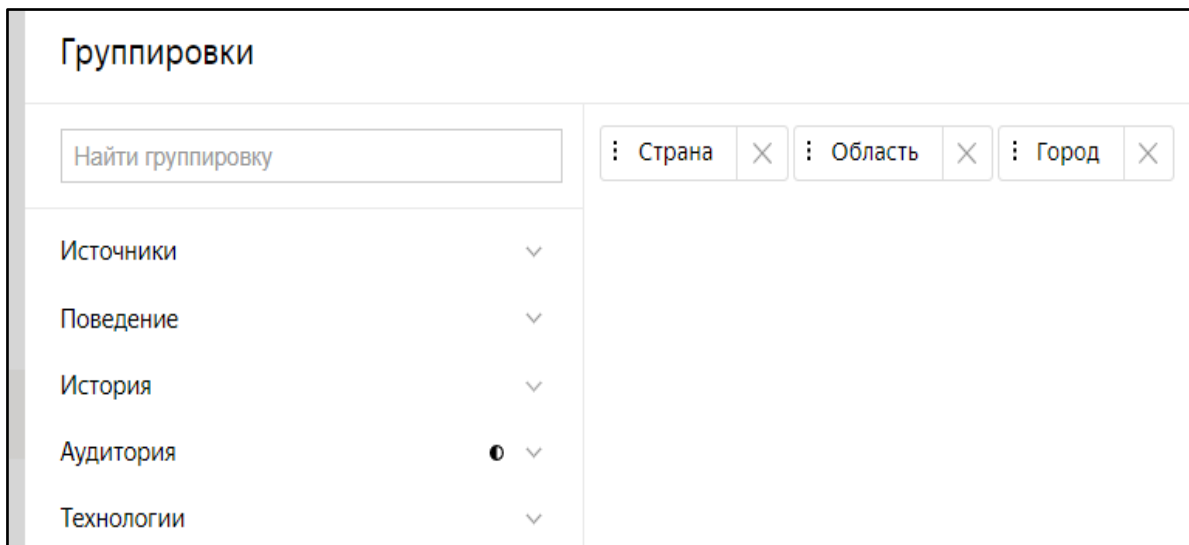 Группировки
Найти группировку
Страна Область Город
Источники
Поведение
История
Аудитория
Технологии